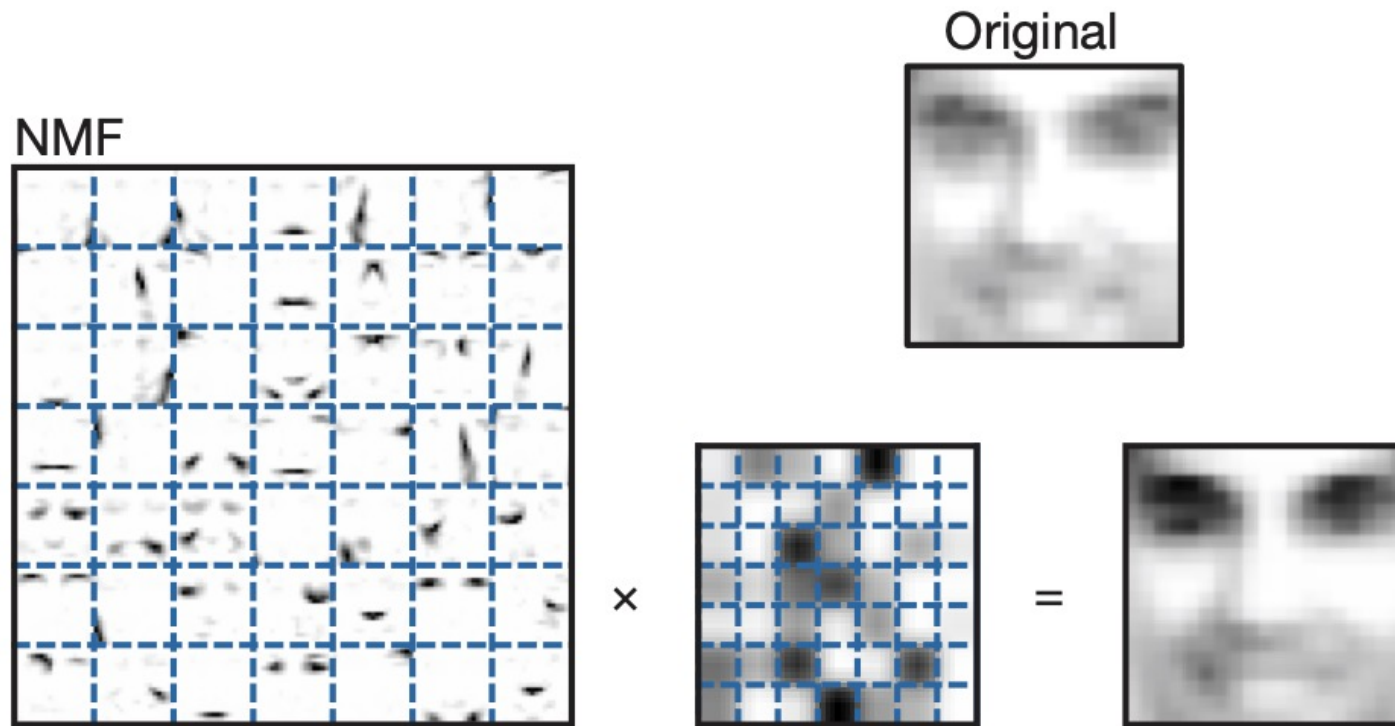 Original
NMF
×
=